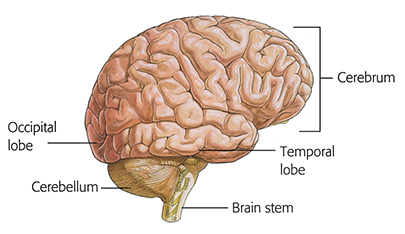 Cerebrum
Occipital
lobe
Temporal
lobe
Cerebellum
Brain stem